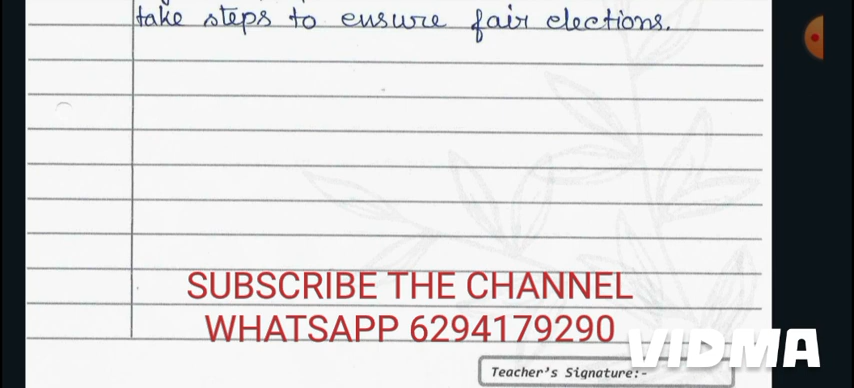 take steps to ensure fair elections.
SUBSCRIBE THE CHANNEL
WHATSAPP 6294179290
VIDMA
Teacher's Signature:-